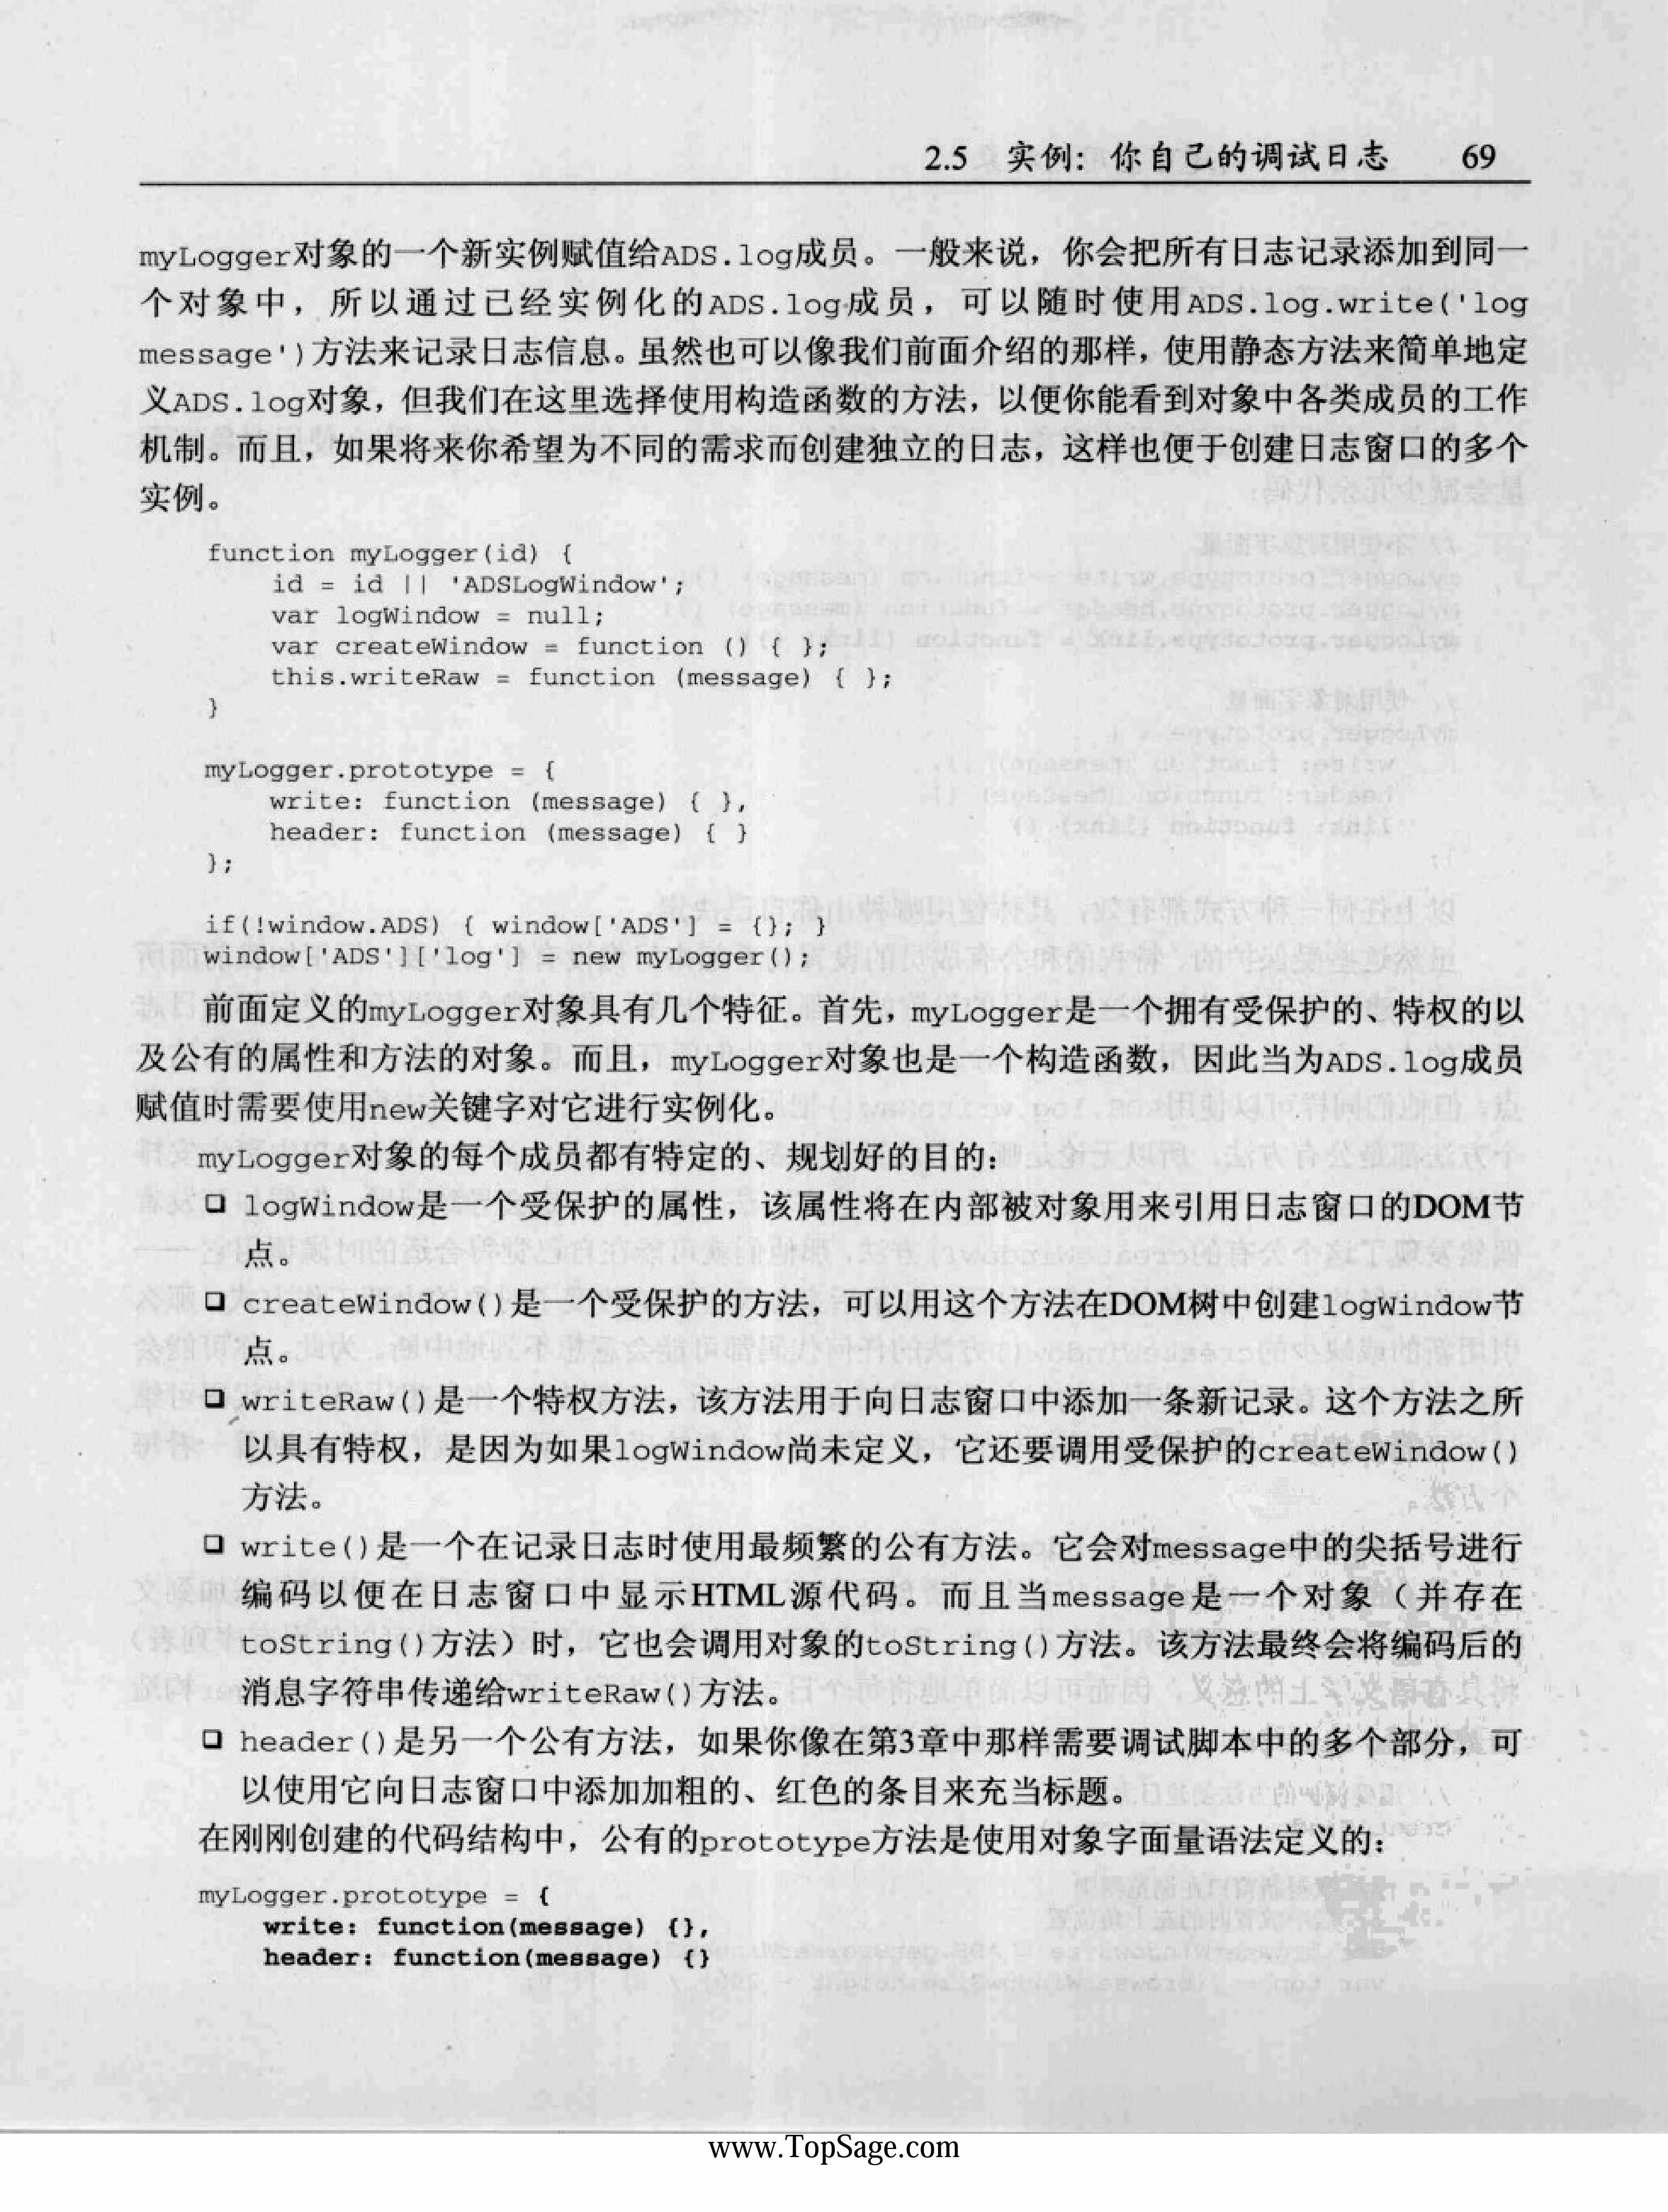 2.5 实例：你自己的调试日志 69
myLogger对象的一个新实例赋值给ADS.log成员。一般来说，你会把所有日志记录添加到同一
个对象中，所以通过已经实例化的ADS.log成员，可以随时使用ADS.log.write('log
message')方法来记录日志信息。虽然也可以像我们前面介绍的那样，使用静态方法来简单地定
义ADS.log对象，但我们在这里选择使用构造函数的方法，以便你能看到对象中各类成员的工作
机制。而且，如果将来你希望为不同的需求而创建独立的日志，这样也便于创建日志窗口的多个
实例。
function myLogger(id) {
id = id || 'ADSLogWindow';
var logWindow = null;
var createWindow = function () { };
this.writeRaw = function (message) { };
}
myLogger.prototype = {
write: function (message) { },
header: function (message) { }
};
if(!window.ADS) { window['ADS'] = {}; }
window['ADS']['log'] = new myLogger();
前面定义的myLogger对象具有几个特征。首先，myLogger是一个拥有受保护的、特权的以
及公有的属性和方法的对象。而且，myLogger对象也是一个构造函数，因此当为ADS.log成员
赋值时需要使用new关键字对它进行实例化。
myLogger对象的每个成员都有特定的、规划好的目的：
❑ logWindow是一个受保护的属性，该属性将在内部被对象用来引用日志窗口的DOM节
点。
❑ createWindow()是一个受保护的方法，可以用这个方法在DOM树中创建logWindow节
点。
❑ writeRaw()是一个特权方法，该方法用于向日志窗口中添加一条新记录。这个方法之所
以具有特权，是因为如果logWindow尚未定义，它还要调用受保护的createWindow()
方法。
❑ write()是一个在记录日志时使用最频繁的公有方法。它会对message中的尖括号进行
编码以便在日志窗口中显示HTML源代码。而且当message是一个对象（并存在
toString()方法）时，它也会调用对象的toString()方法。该方法最终会将编码后的
消息字符串传递给writeRaw()方法。
❑ header()是另一个公有方法，如果你像在第3章中那样需要调试脚本中的多个部分，可
以使用它向日志窗口中添加加粗的、红色的条目来充当标题。
在刚刚创建的代码结构中，公有的prototype方法是使用对象字面量语法定义的：
myLogger.prototype = {
write: function(message) {},
header: function(message) {}
www.TopSage.com